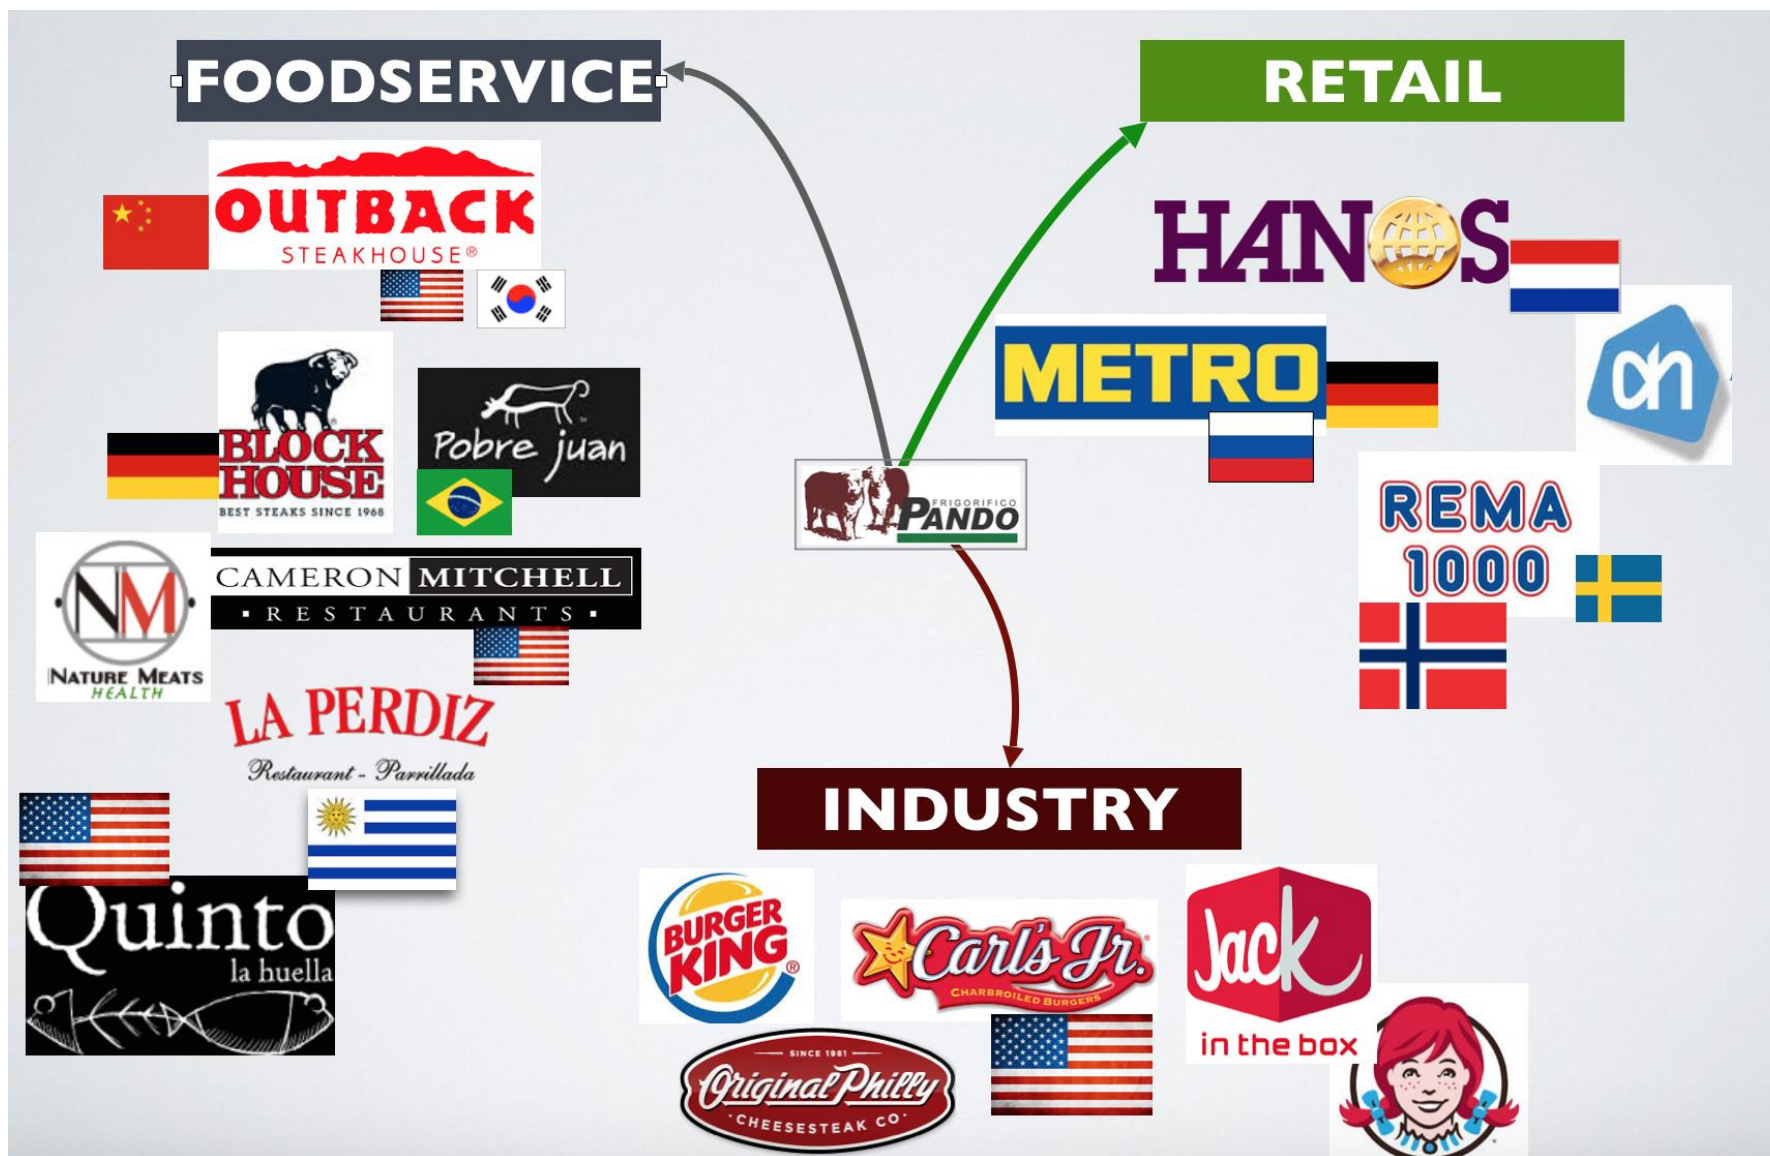 FOODSERVICE
OUTBACK
STEAKHOUSE®
BLOCK
HOUSE
BEST STEAKS SINCE 1968
Pobre juan
NM
NATURE MEATS
HEALTH
CAMERON MITCHELL
RESTAURANTS
LA PERDIZ
Restaurant - Parrillada
Quinto
la huella
RETAIL
HANOS
METRO
ah
REMA
1000
FRIGORIFICO
PANDO
INDUSTRY
BURGER
KING®
Carl's Jr.®
CHARBROILED BURGERS
Jack
in the box
SINCE 1981
Original Philly
CHEESESTEAK CO